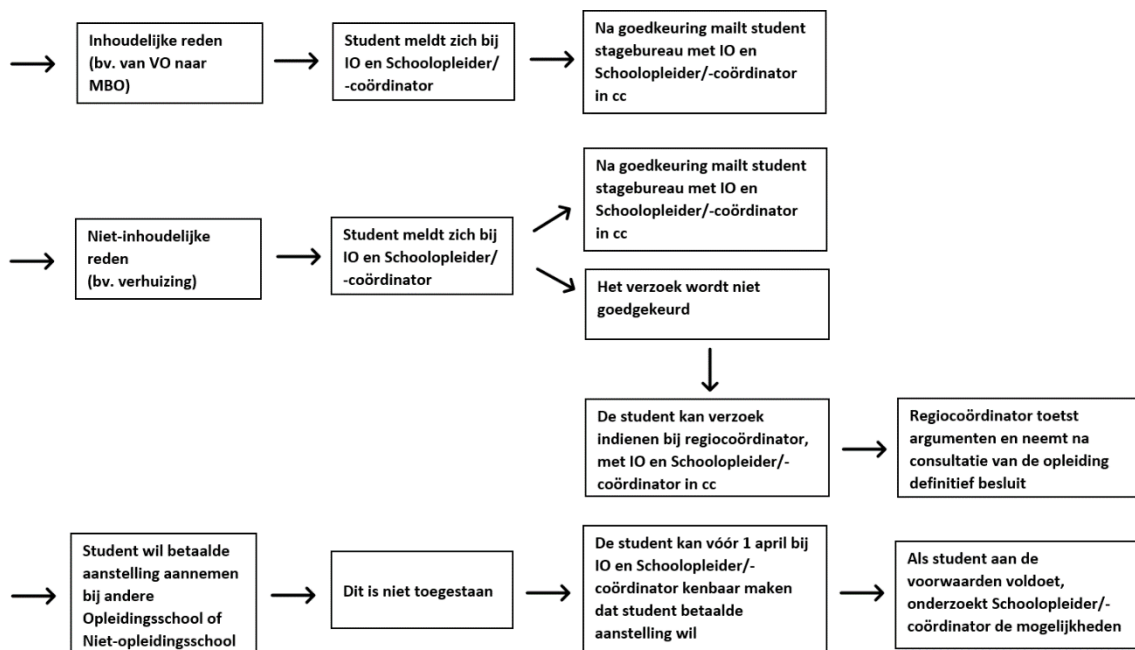 Inhoudelijke reden
(bv. van VO naar
MBO)
Student meldt zich bij
IO en Schoolopleider/
-coördinator
Na goedkeuring mailt student
stagebureau met IO en
Schoolopleider/-coördinator
in cc
Niet-inhoudelijke
reden
(bv. verhuizing)
Student meldt zich bij
IO en Schoolopleider/
-coördinator
Na goedkeuring mailt student
stagebureau met IO en
Schoolopleider/-coördinator
in cc
Het verzoek wordt niet
goedgekeurd
De student kan verzoek
indienen bij regiocoördinator,
met IO en Schoolopleider/-
coördinator in cc
Regiocoördinator toetst
argumenten en neemt na
consultatie van de opleiding
definitief besluit
Student wil betaalde
aanstelling aannemen
bij andere
Opleidingsschool of
Niet-opleidingsschool
Dit is niet toegestaan
De student kan vóór 1 april bij
IO en Schoolopleider/-
coördinator kenbaar maken
dat student betaalde
aanstelling wil
Als student aan de
voorwaarden voldoet,
onderzoekt Schoolopleider/-
coördinator de mogelijkheden